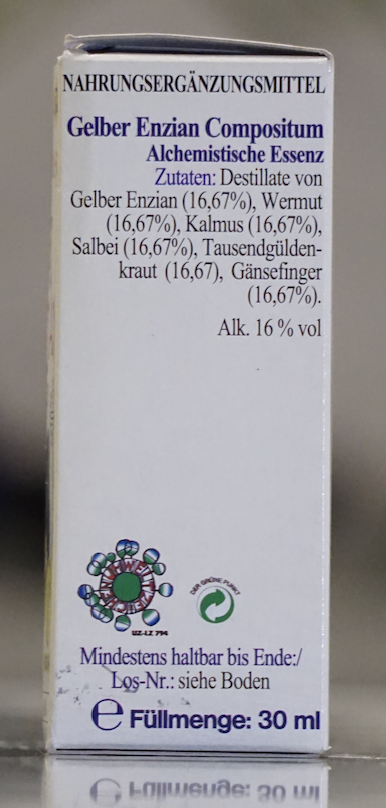 NAHRUNGSERGÄNZUNGSMITTEL
Gelber Enzian Compositum
Alchemistische Essenz
Zutaten: Destillate von
Gelber Enzian (16,67%), Wermut
(16,67%), Kalmus (16,67%),
Salbei (16,67%), Tausendgülden-
kraut (16,67), Gänsefinger
(16,67%).
Alk. 16 % vol
UZ-LZ 794
DER GRÜNE PUNKT
Mindestens haltbar bis Ende:/
Los-Nr.: siehe Boden
e Füllmenge: 30 ml